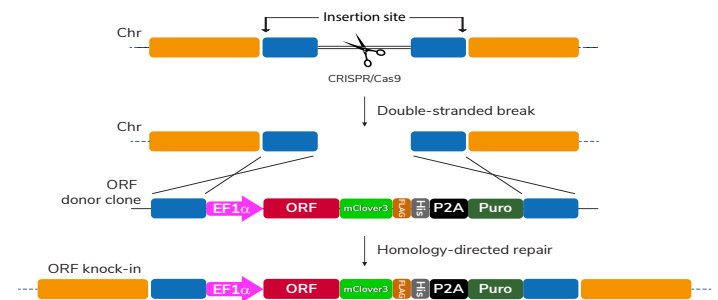 Insertion site
Chr
CRISPR/Cas9
Double-stranded break
Chr
ORF
donor clone
EF1α ORF mClover3 FLAG His P2A Puro
Homology-directed repair
ORF knock-in
EF1α ORF mClover3 FLAG His P2A Puro